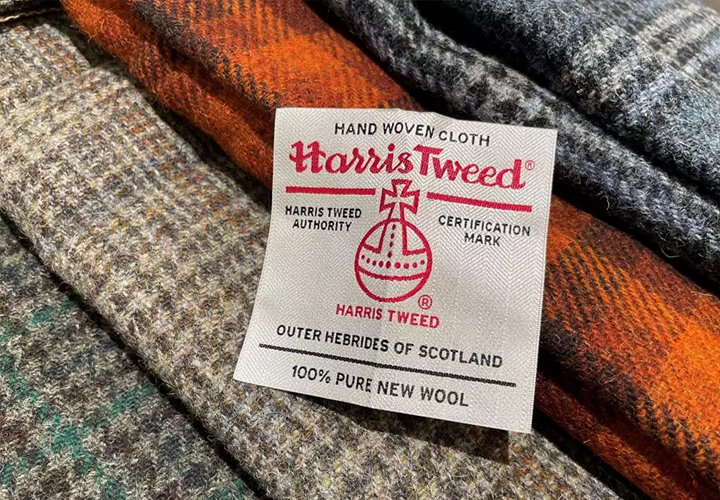 HAND WOVEN CLOTH
Harris Tweed®
HARRIS TWEED
AUTHORITY
CERTIFICATION
MARK
®
HARRIS TWEED
OUTER HEBRIDES OF SCOTLAND
100% PURE NEW WOOL